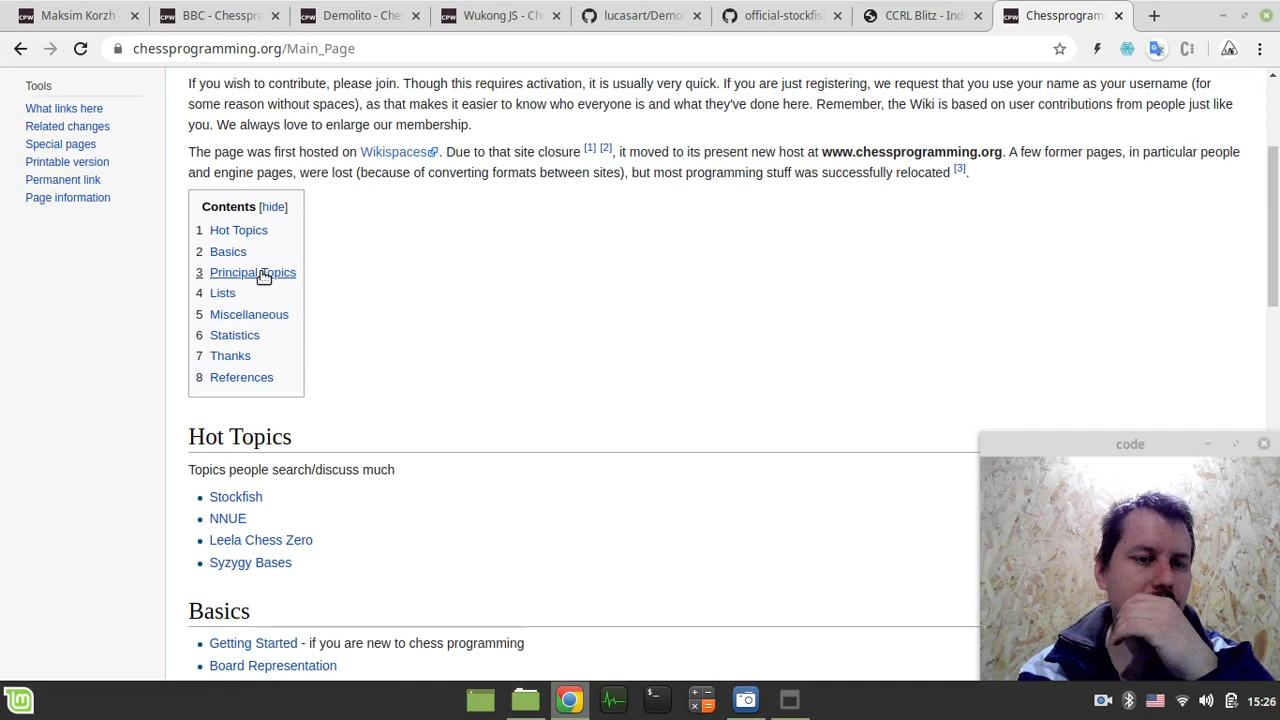 Maksim Korzh -
BBC - Chesspro
Demolito - Chess
Wukong JS - Ch
lucasart/Demo
official-stockfis
CCRL Blitz - Ind
Chessprogram
chessprogramming.org/Main_Page
Tools
What links here
Related changes
Special pages
Printable version
Permanent link
Page information
If you wish to contribute, please join. Though this requires activation, it is usually very quick. If you are just registering, we request that you use your name as your username (for
some reason without spaces), as that makes it easier to know who everyone is and what they've done here. Remember, the Wiki is based on user contributions from people just like
you. We always love to enlarge our membership.
The page was first hosted on Wikispaces. Due to that site closure [1] [2], it moved to its present new host at www.chessprogramming.org. A few former pages, in particular people
and engine pages, were lost (because of converting formats between sites), but most programming stuff was successfully relocated [3].
Contents [hide]
1 Hot Topics
2 Basics
3 Principal Topics
4 Lists
5 Miscellaneous
6 Statistics
7 Thanks
8 References
Hot Topics
Topics people search/discuss much
Stockfish
NNUE
Leela Chess Zero
Syzygy Bases
Basics
Getting Started - if you are new to chess programming
Board Representation
code
15:26